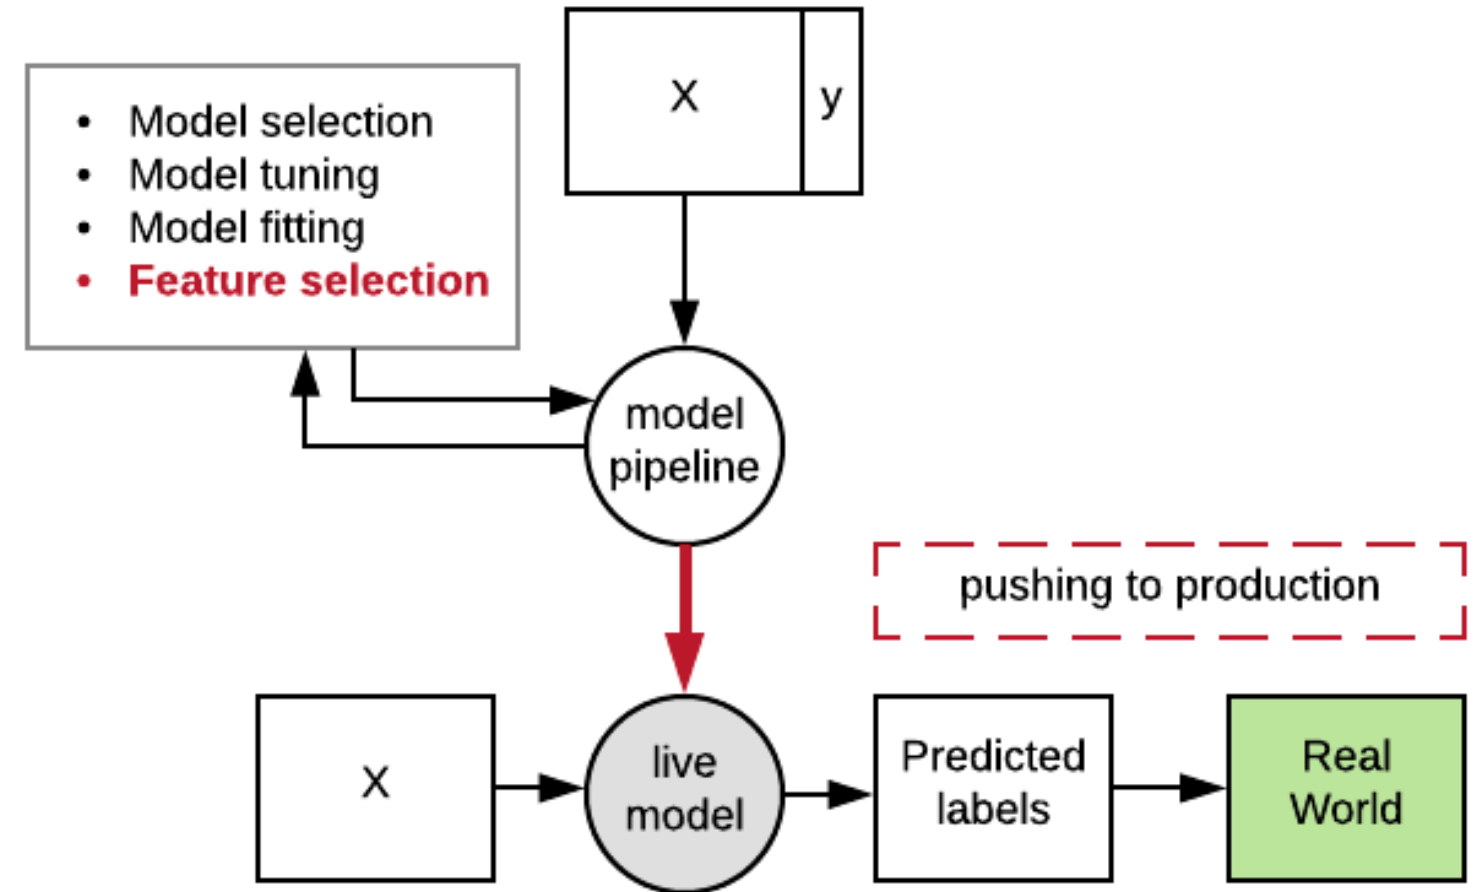 X
y
• Model selection
• Model tuning
• Model fitting
• Feature selection
model
pipeline
pushing to production
X
live
model
Predicted
labels
Real
World